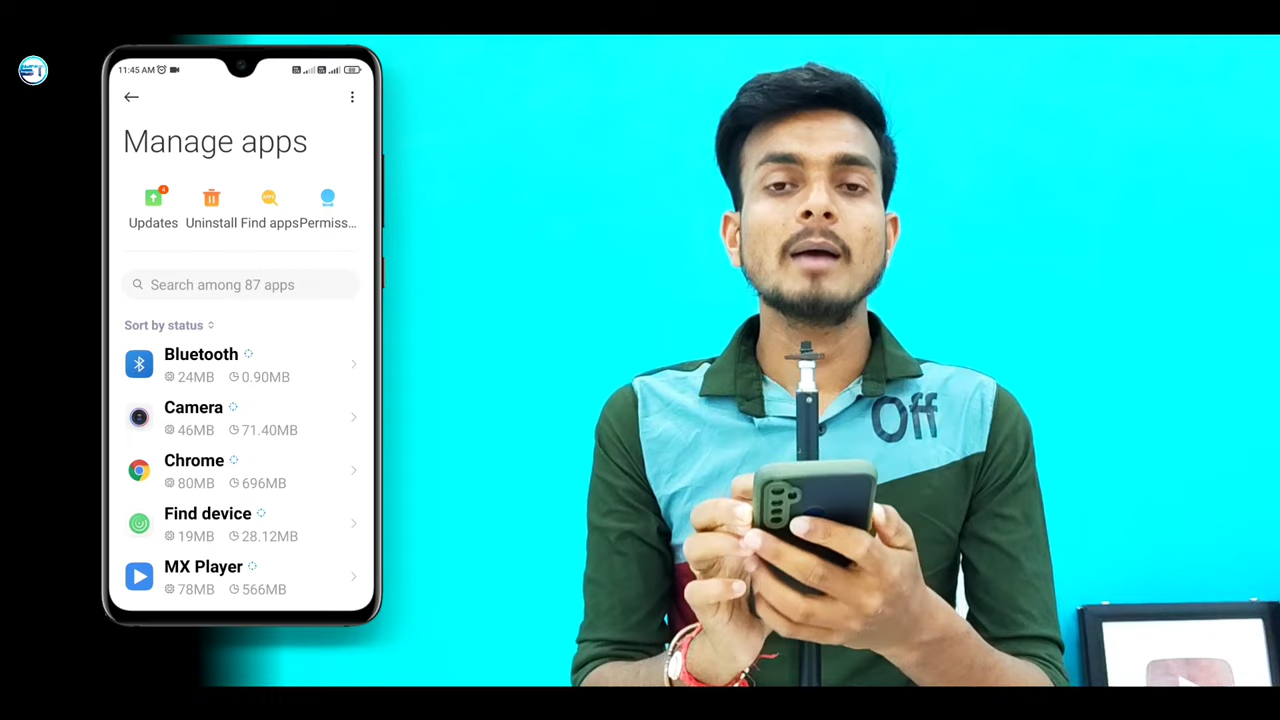 ST
11:45 AM
Manage apps
Updates
Uninstall
Find apps
Permiss...
Search among 87 apps
Sort by status
Bluetooth
24MB 0.90MB
Camera
46MB 71.40MB
Chrome
80MB 696MB
Find device
19MB 28.12MB
MX Player
78MB 566MB
Off